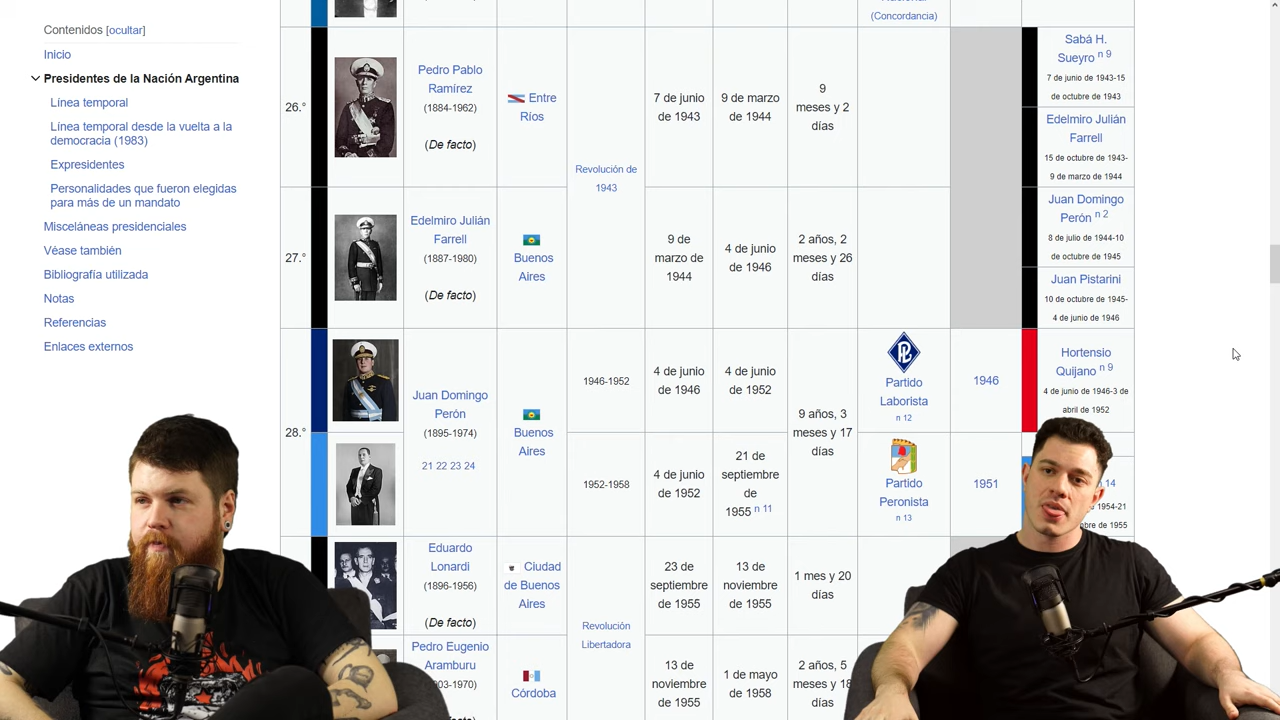 Contenidos [ocultar]
Inicio
Presidentes de la Nación Argentina
Línea temporal
Línea temporal desde la vuelta a la
democracia (1983)
Expresidentes
Personalidades que fueron elegidas
para más de un mandato
Misceláneas presidenciales
Véase también
Bibliografía utilizada
Notas
Referencias
Enlaces externos
(Concordancia)
26.°
Pedro Pablo
Ramírez
(1884-1962)
(De facto)
Entre
Ríos
Revolución de
1943
7 de junio
de 1943
9 de marzo
de 1944
9
meses y 2
días
Sabá H.
Sueyro n 9
7 de junio de 1943-15
de octubre de 1943
Edelmiro Julián
Farrell
15 de octubre de 1943-
9 de marzo de 1944
27.°
Edelmiro Julián
Farrell
(1887-1980)
(De facto)
Buenos
Aires
9 de
marzo de
1944
4 de junio
de 1946
2 años, 2
meses y 26
días
Juan Domingo
Perón n 2
8 de julio de 1944-10
de octubre de 1945
Juan Pistarini
10 de octubre de 1945-
4 de junio de 1946
28.°
Juan Domingo
Perón
(1895-1974)
21 22 23 24
Buenos
Aires
1946-1952
4 de junio
de 1946
4 de junio
de 1952
9 años, 3
meses y 17
días
PL
Partido
Laborista
n 12
1946
Hortensio
Quijano n 9
4 de junio de 1946-3 de
abril de 1952
1952-1958
4 de junio
de 1952
21 de
septiembre
de
1955 n 11
Partido
Peronista
n 13
1951
n 14
1954-21
bre de 1955
Eduardo
Lonardi
(1896-1956)
(De facto)
Ciudad
de Buenos
Aires
Revolución
Libertadora
23 de
septiembre
de 1955
13 de
noviembre
de 1955
1 mes y 20
días
Pedro Eugenio
Aramburu
03-1970)
Córdoba
13 de
noviembre
de 1955
1 de mayo
de 1958
2 años, 5
meses y 18
días